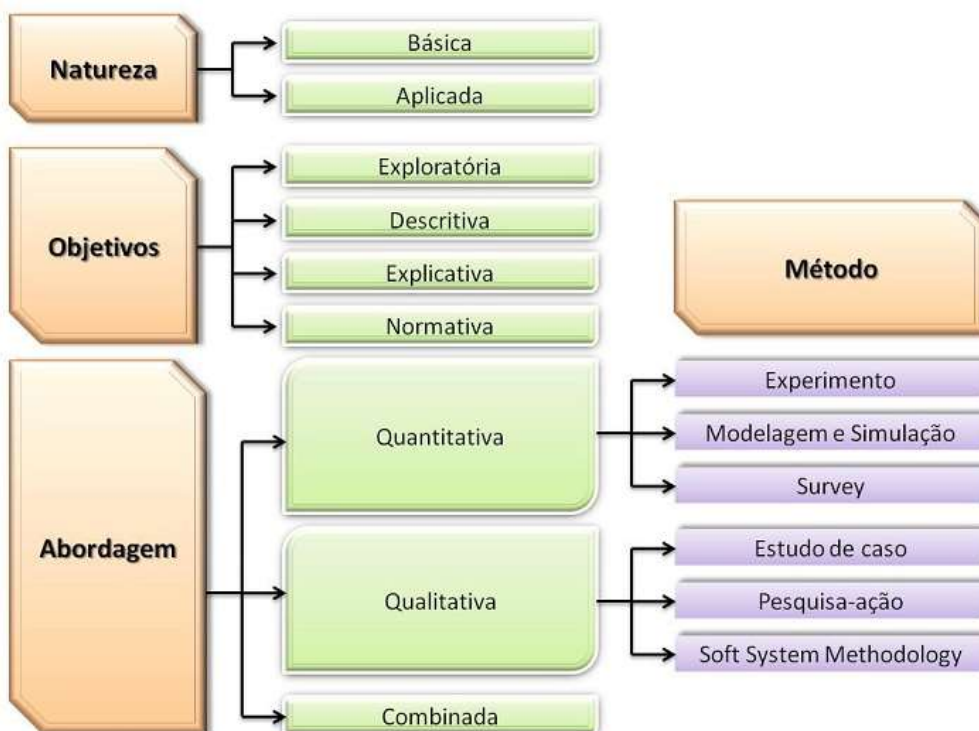 Natureza
Básica
Aplicada
Objetivos
Exploratória
Descritiva
Explicativa
Normativa
Método
Abordagem
Quantitativa
Experimento
Modelagem e Simulação
Survey
Qualitativa
Estudo de caso
Pesquisa-ação
Soft System Methodology
Combinada